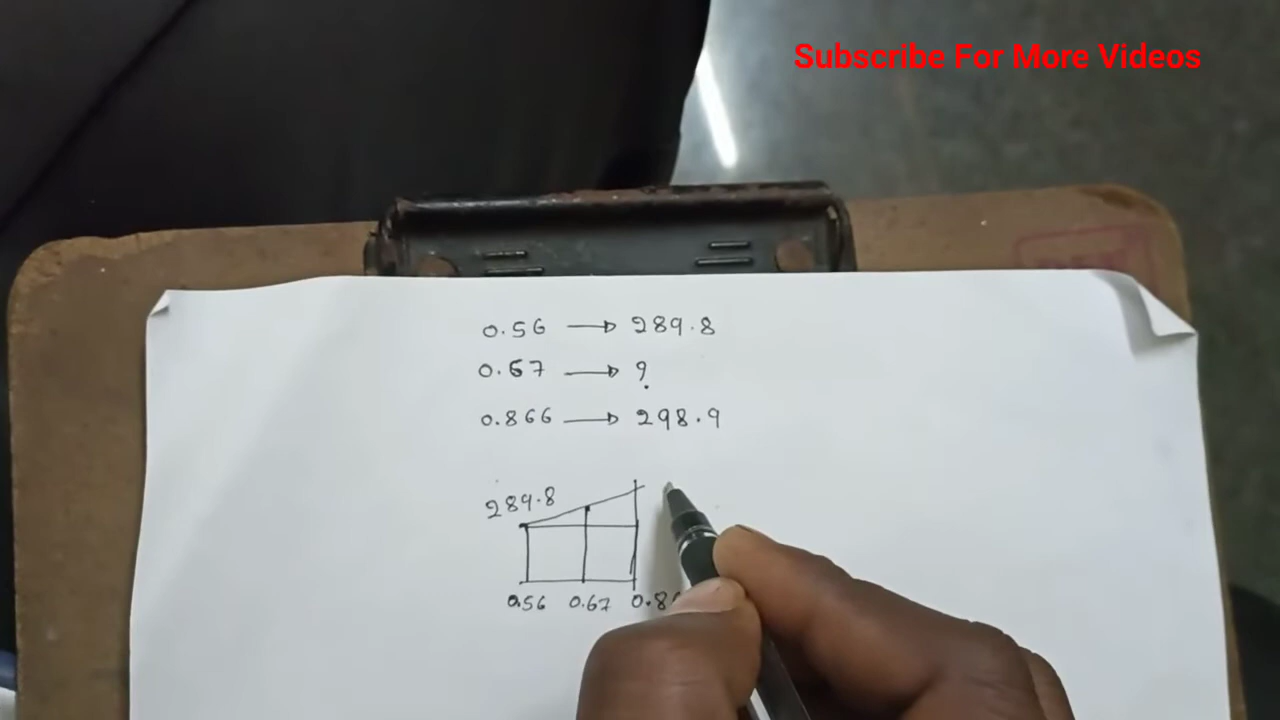 Subscribe For More Videos
0.56 → 289.8
0.67 → ?
0.866 → 298.9
289.8
0.56 0.67